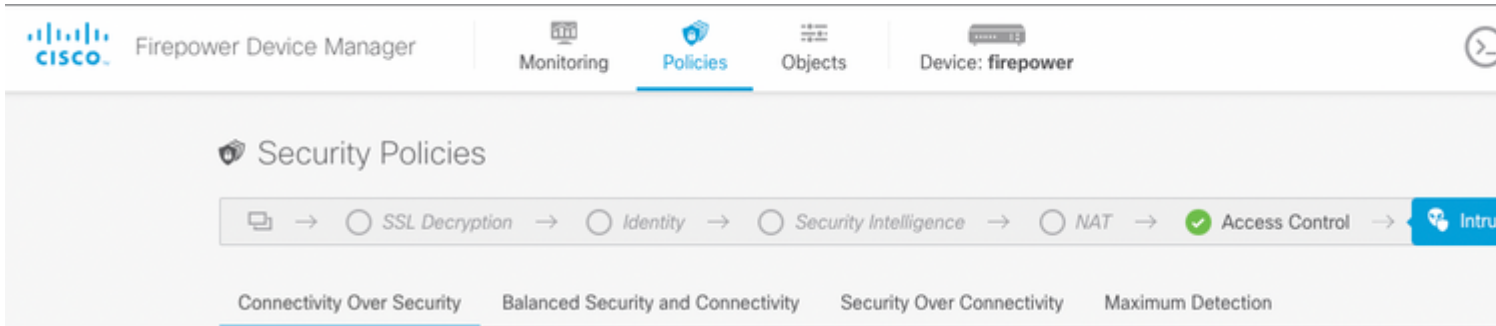 CISCO
Firepower Device Manager
Monitoring
Policies
Objects
Device: firepower
Security Policies
→ SSL Decryption → Identity → Security Intelligence → NAT → Access Control → Intru
Connectivity Over Security Balanced Security and Connectivity Security Over Connectivity Maximum Detection